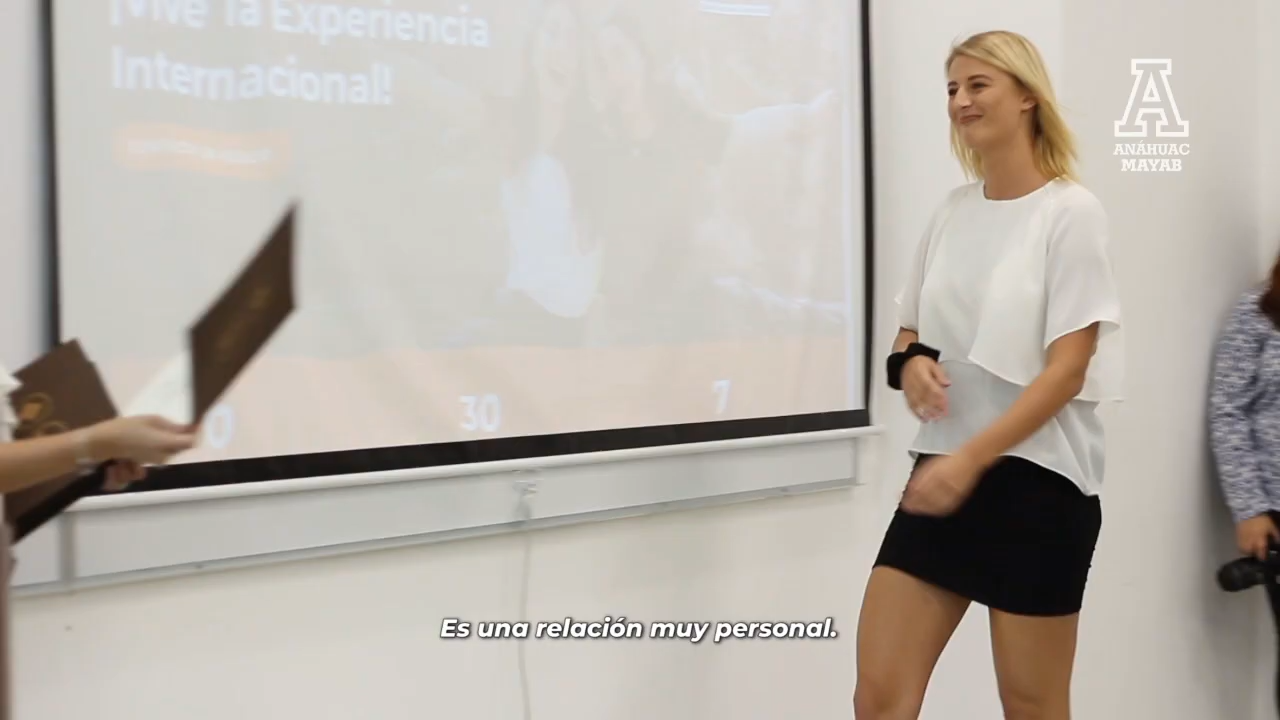 ¡Vive la Experiencia
Internacional!
30
7
ANÁHUAC
MAYAB
Es una relación muy personal.